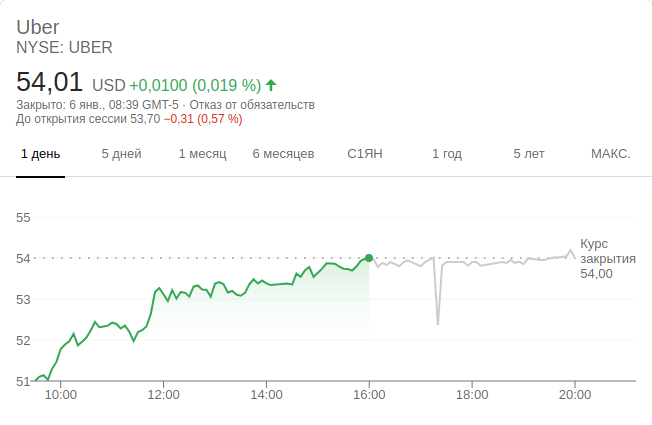 Uber
NYSE: UBER
54,01 USD +0,0100 (0,019 %)
Закрыто: 6 янв., 08:39 GMT-5 · Отказ от обязательств
До открытия сессии 53,70 −0,31 (0,57 %)
1 день 5 дней 1 месяц 6 месяцев С1ЯН 1 год 5 лет МАКС.
55
Курс
54 закрытия
54,00
53
52
51
10:00 12:00 14:00 16:00 18:00 20:00